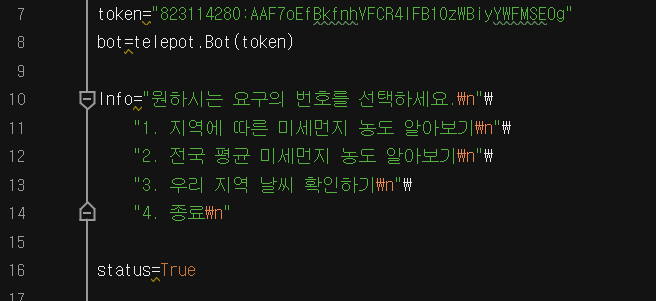 7 token="823114280:AAF7oEfBkfnhVFCR4lFB10z₩BiyYWFMSEOg"
8 bot=telepot.Bot(token)
9
10 Info="원하시는 요구의 번호를 선택하세요.₩n"₩
11 "1. 지역에 따른 미세먼지 농도 알아보기₩n"₩
12 "2. 전국 평균 미세먼지 농도 알아보기₩n"₩
13 "3. 우리 지역 날씨 확인하기₩n"₩
14 "4. 종료₩n"
15
16 status=True
17